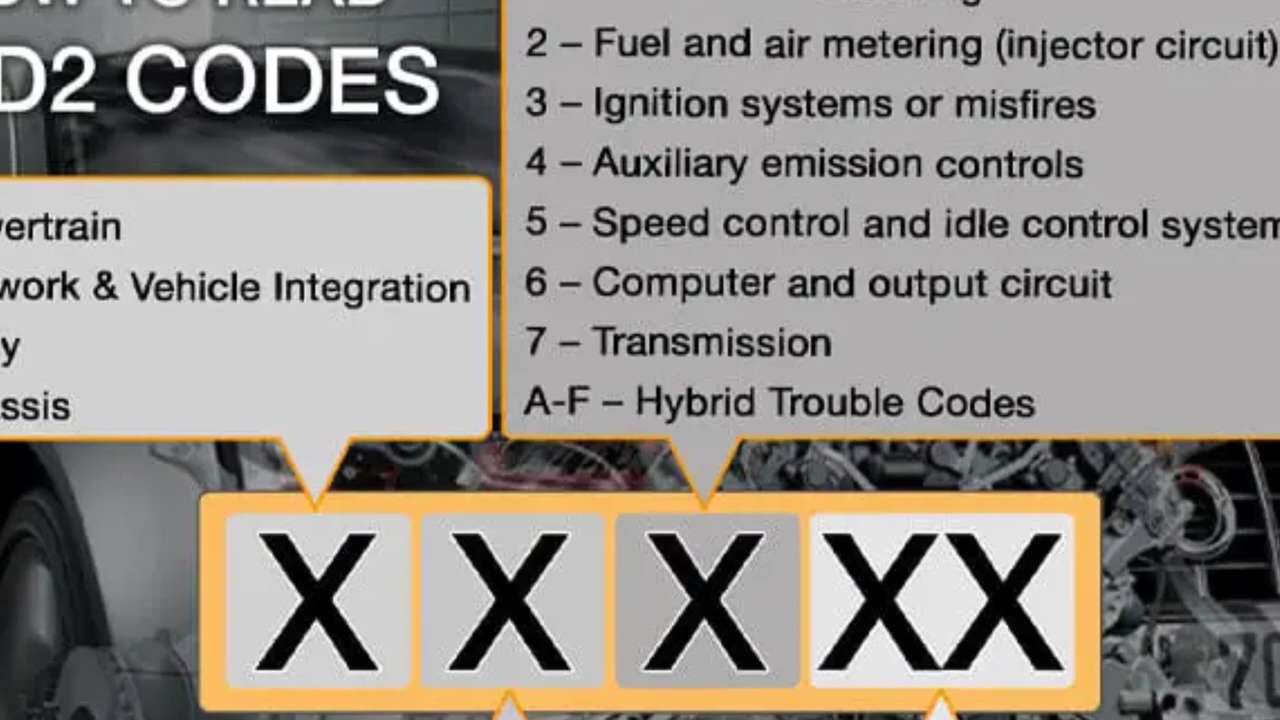 D2 CODES
2 – Fuel and air metering (injector circuit)
3 – Ignition systems or misfires
4 – Auxiliary emission controls
5 – Speed control and idle control system
6 – Computer and output circuit
7 – Transmission
A-F – Hybrid Trouble Codes
wertrain
work & Vehicle Integration
y
ssis
X X X XX